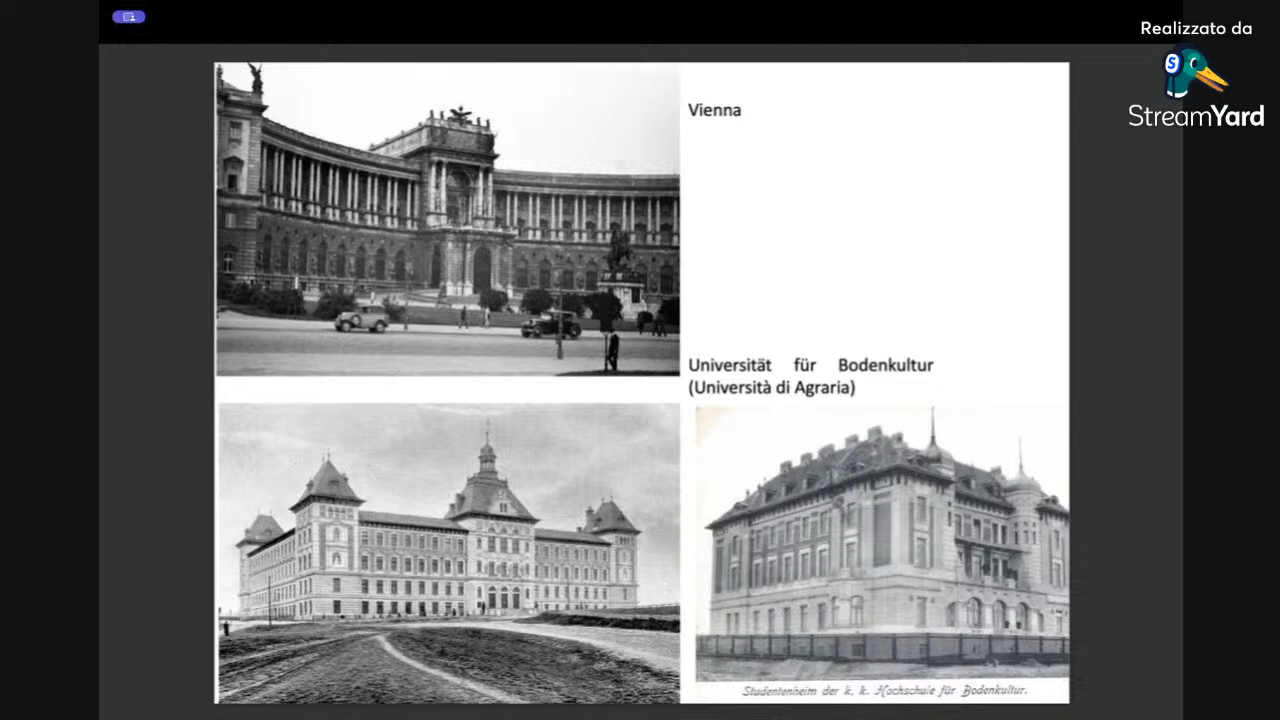 Realizzato da
StreamYard
Vienna
Universität für Bodenkultur
(Università di Agraria)
Studentenheim der k. k. Hochschule für Bodenkultur.